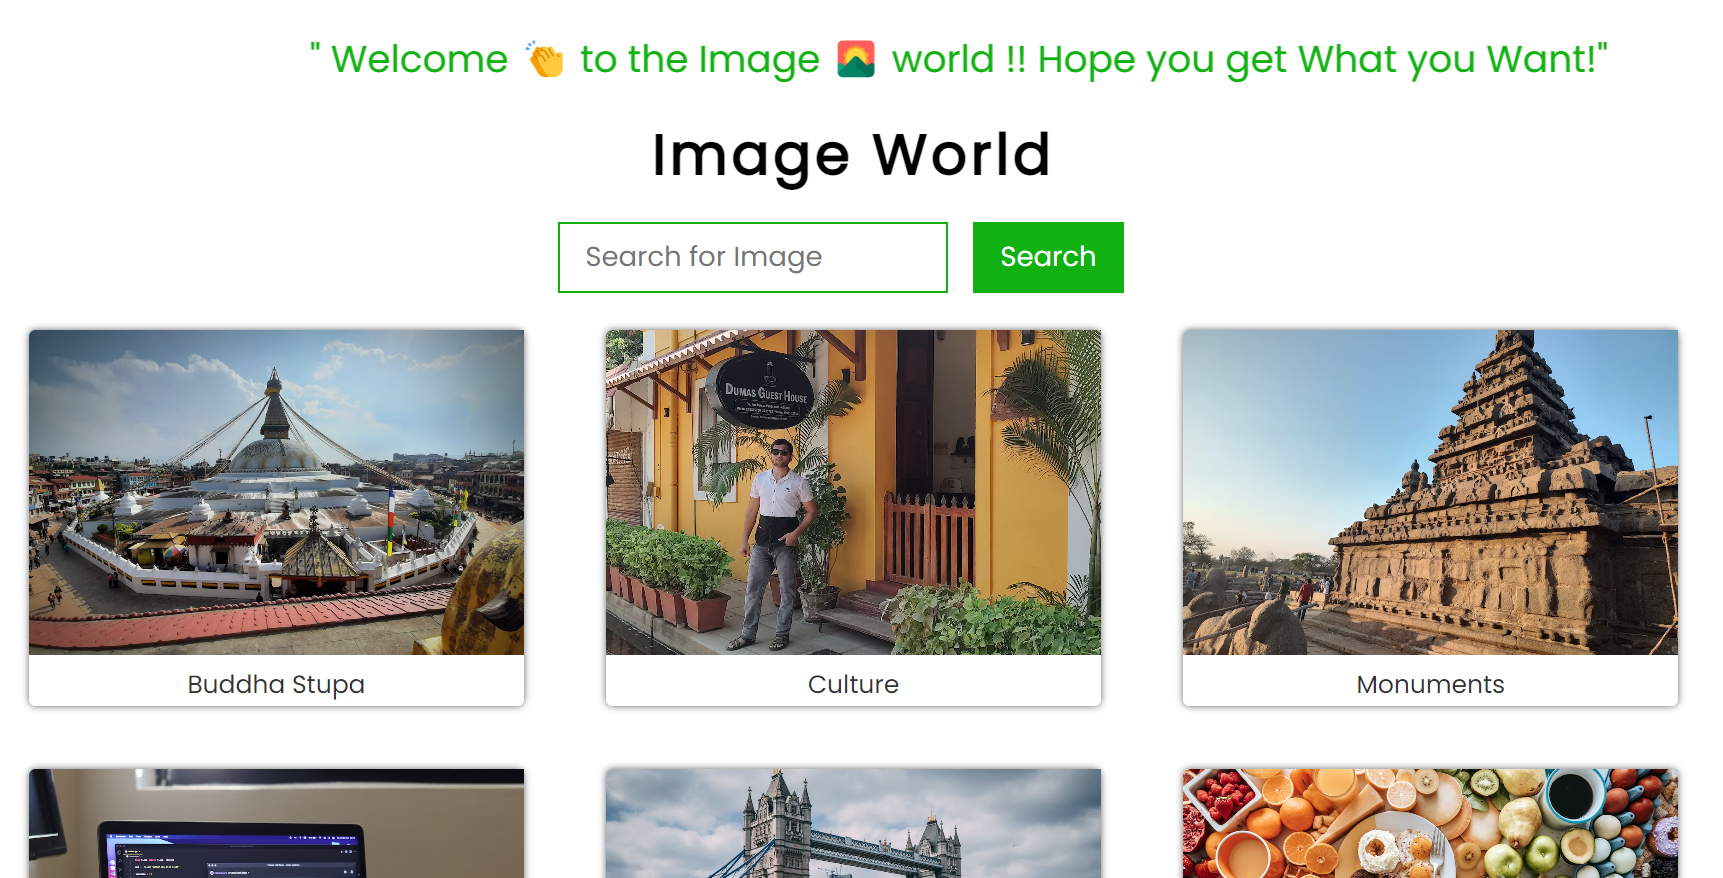 " Welcome 👏 to the Image 🌄 world !! Hope you get What you Want!"
Image World
Search for Image
Search
DUMAS GUEST HOUSE
Buddha Stupa
Culture
Monuments